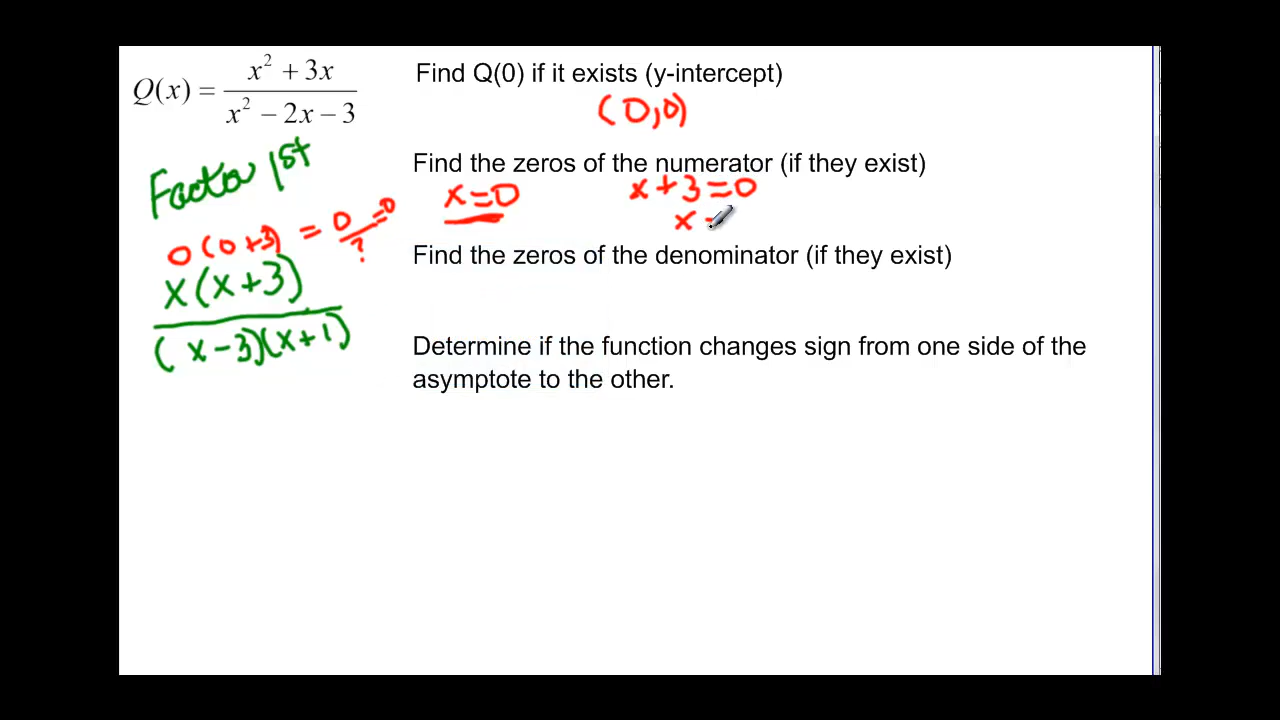 Q(x) = (x² + 3x)/(x² − 2x − 3)
Factor 1st
0(0+3) = 0/? = 0
x(x+3)
(x−3)(x+1)
Find Q(0) if it exists (y-intercept)
(0,0)
Find the zeros of the numerator (if they exist)
x=0 x+3=0
x=
Find the zeros of the denominator (if they exist)
Determine if the function changes sign from one side of the
asymptote to the other.